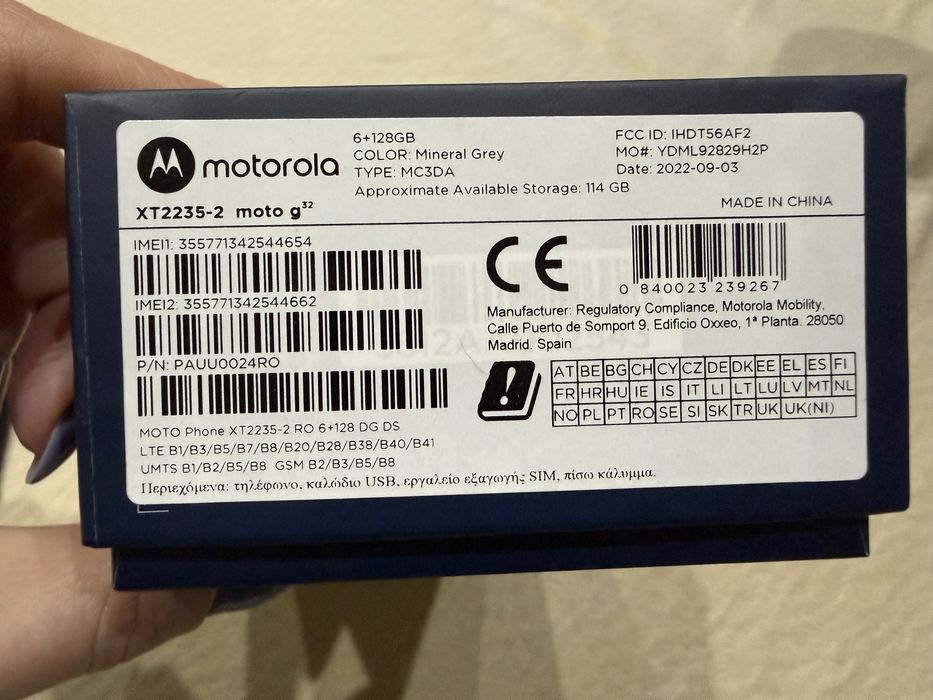 motorola
6+128GB
COLOR: Mineral Grey
TYPE: MC3DA
Approximate Available Storage: 114 GB
FCC ID: IHDT56AF2
MO#: YDML92829H2P
Date: 2022-09-03
MADE IN CHINA
XT2235-2 moto g32
IMEI1: 355771342544654
IMEI2: 355771342544662
P/N: PAUU0024RO
MOTO Phone XT2235-2 RO 6+128 DG DS
LTE B1/B3/B5/B7/B8/B20/B28/B38/B40/B41
UMTS B1/B2/B5/B8 GSM B2/B3/B5/B8
CE
0 840023 239267
Manufacturer: Regulatory Compliance, Motorola Mobility,
Calle Puerto de Somport 9, Edificio Oxxeo, 1ª Planta. 28050
Madrid. Spain
AT BE BG CH CY CZ DE DK EE EL ES FI
FR HR HU IE IS IT LI LT LU LV MT NL
NO PL PT RO SE SI SK TR UK UK(NI)
Περιεχόμενα: τηλέφωνο, καλώδιο USB, εργαλείο εξαγωγής SIM, πίσω κάλυμμα.